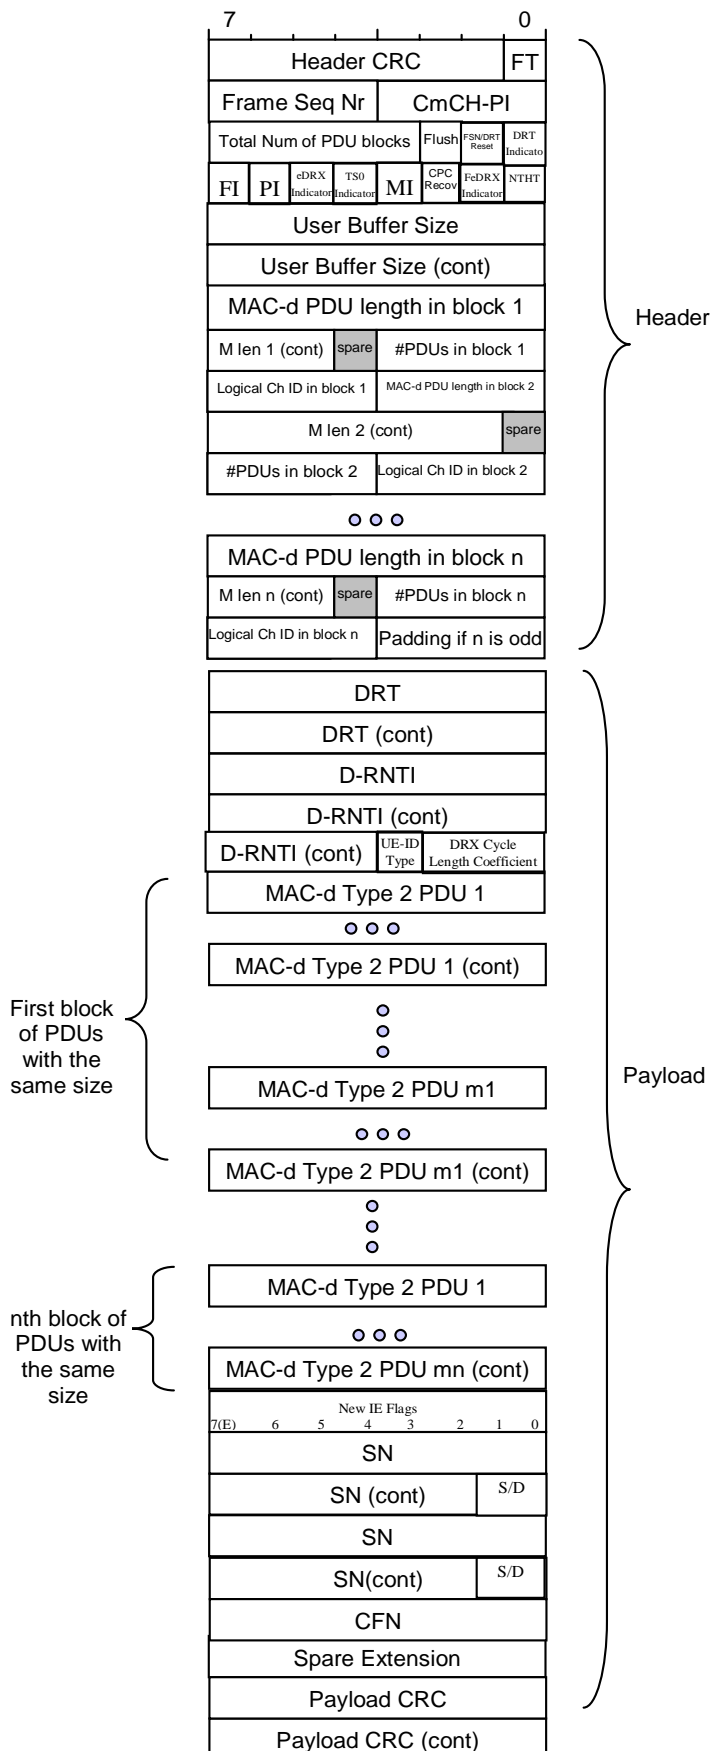 7 0
Header CRC FT
Frame Seq Nr CmCH-PI
Total Num of PDU blocks Flush FSN/DRT Reset DRT Indicato
FI PI eDRX Indicator TS0 Indicator MI CPC Recov FeDRX Indicator NTHT
User Buffer Size
User Buffer Size (cont)
MAC-d PDU length in block 1
Header
M len 1 (cont) spare #PDUs in block 1
Logical Ch ID in block 1 MAC-d PDU length in block 2
M len 2 (cont) spare
#PDUs in block 2 Logical Ch ID in block 2
MAC-d PDU length in block n
M len n (cont) spare #PDUs in block n
Logical Ch ID in block n Padding if n is odd
DRT
DRT (cont)
D-RNTI
D-RNTI (cont)
D-RNTI (cont) UE-ID Type DRX Cycle Length Coefficient
MAC-d Type 2 PDU 1
MAC-d Type 2 PDU 1 (cont)
First block
of PDUs
with the
same size
Payload
MAC-d Type 2 PDU m1
MAC-d Type 2 PDU m1 (cont)
MAC-d Type 2 PDU 1
nth block of
PDUs with
the same
size
MAC-d Type 2 PDU mn (cont)
New IE Flags
7(E) 6 5 4 3 2 1 0
SN
SN (cont) S/D
SN
SN(cont) S/D
CFN
Spare Extension
Payload CRC
Payload CRC (cont)